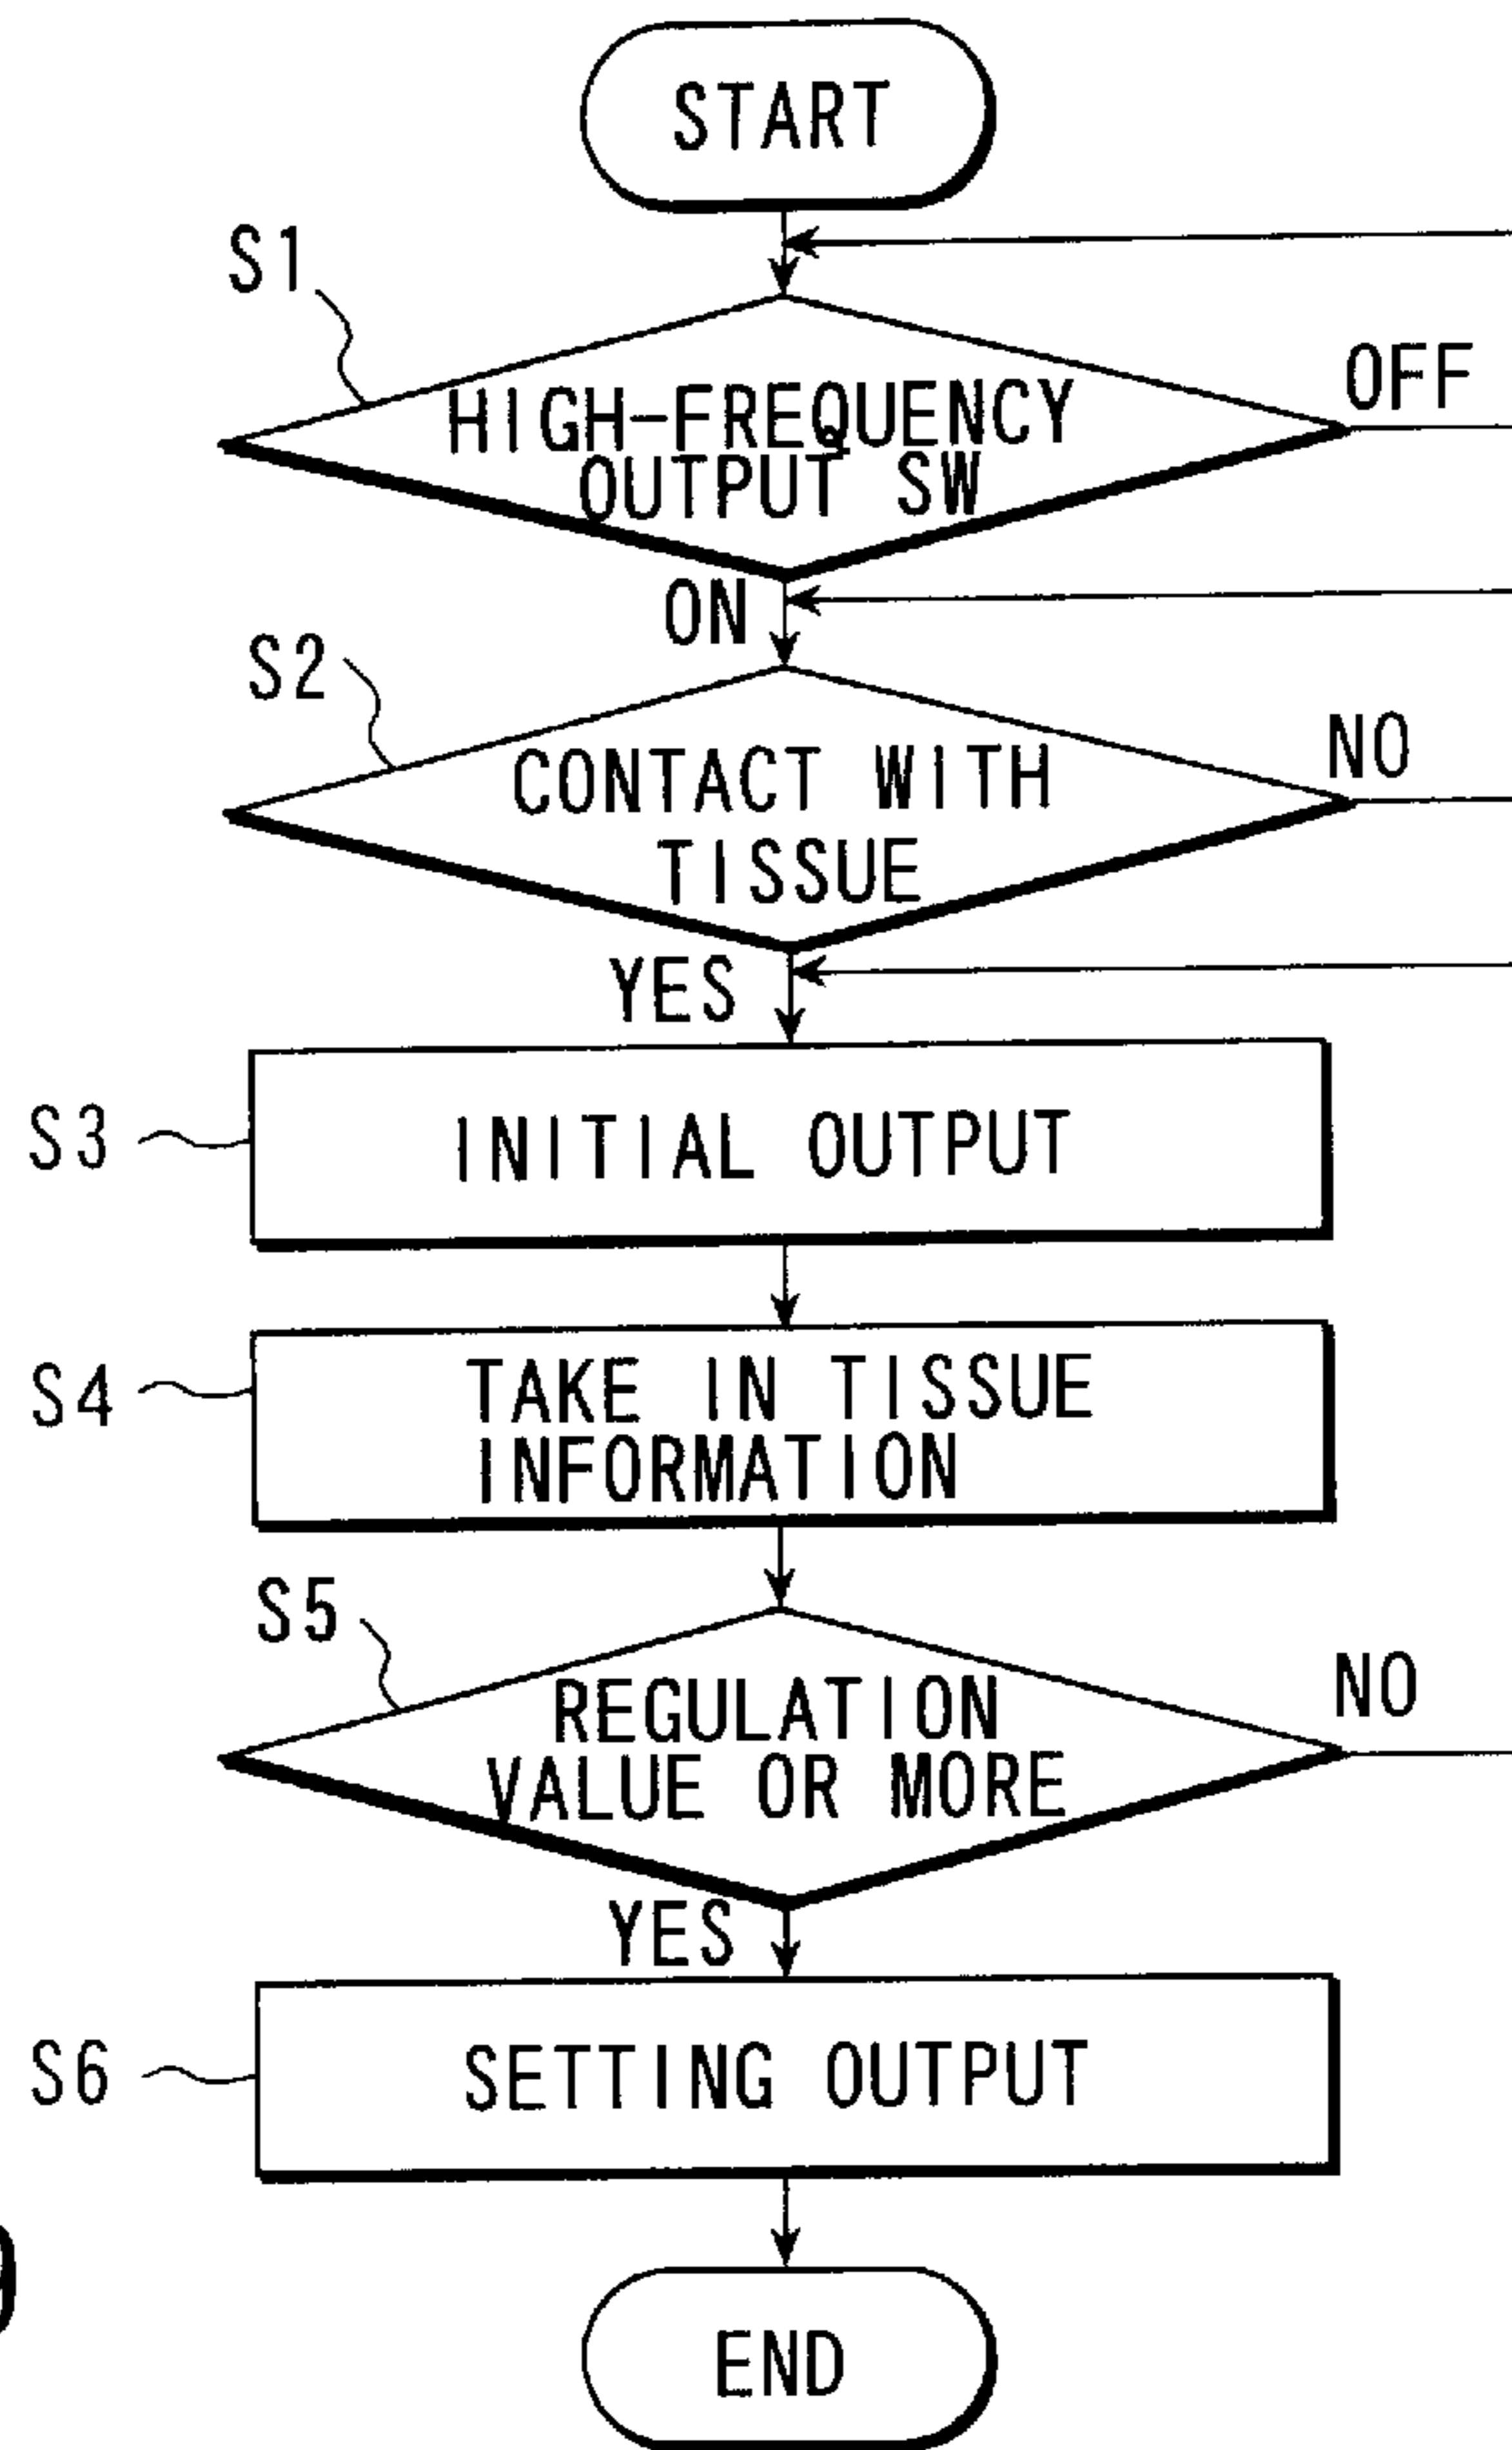 START
S1
HIGH-FREQUENCY
OUTPUT SW
OFF
ON
S2
CONTACT WITH
TISSUE
NO
YES
S3
INITIAL OUTPUT
S4
TAKE IN TISSUE
INFORMATION
S5
REGULATION
VALUE OR MORE
NO
YES
S6
SETTING OUTPUT
END